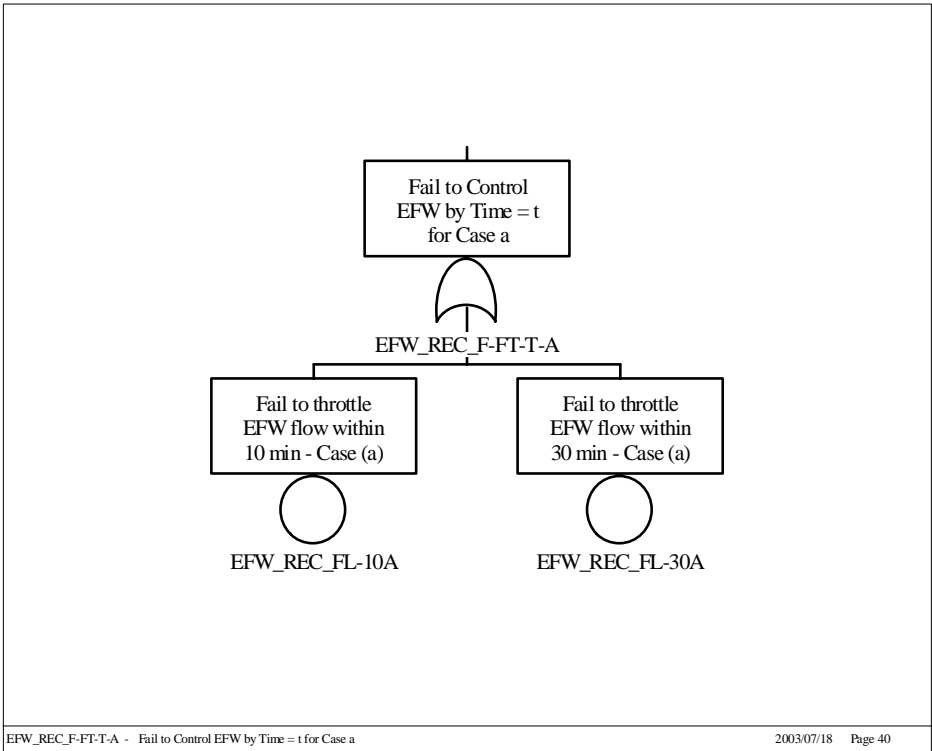 Fail to Control
EFW by Time = t
for Case a
EFW_REC_F-FT-T-A
Fail to throttle
EFW flow within
10 min - Case (a)
EFW_REC_FL-10A
Fail to throttle
EFW flow within
30 min - Case (a)
EFW_REC_FL-30A
EFW_REC_F-FT-T-A - Fail to Control EFW by Time = t for Case a
2003/07/18 Page 40